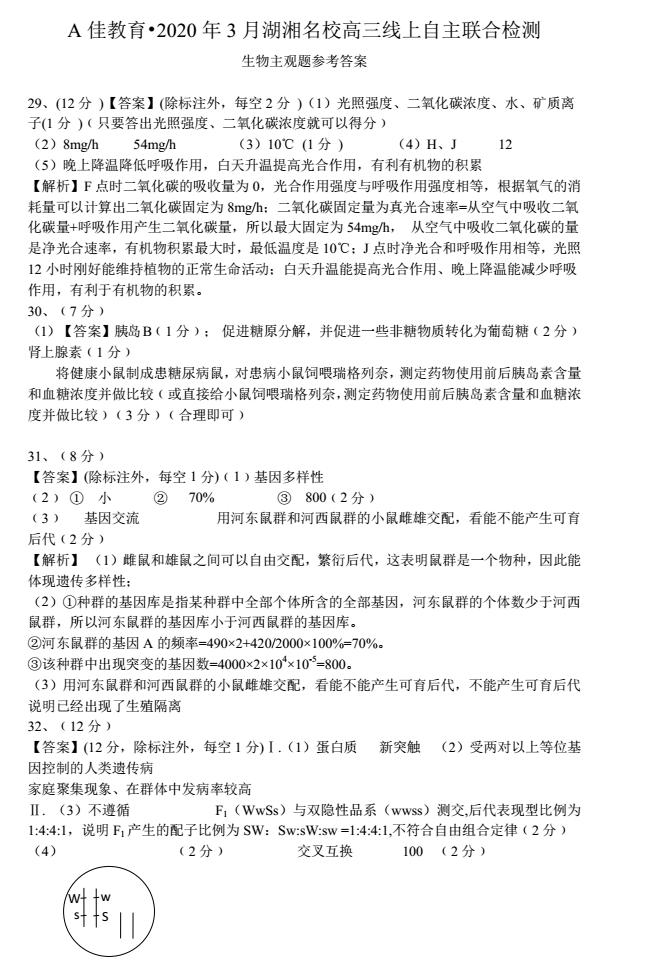 A 佳教育•2020 年 3 月湖湘名校高三线上自主联合检测
生物主观题参考答案
29、(12 分 )【答案】(除标注外，每空 2 分 )（1）光照强度、二氧化碳浓度、水、矿质离
子(1 分 )﹙只要答出光照强度、二氧化碳浓度就可以得分﹚
（2）8mg/h 54mg/h （3）10℃ (1 分 ) （4）H、J 12
（5）晚上降温降低呼吸作用，白天升温提高光合作用，有利有机物的积累
【解析】F 点时二氧化碳的吸收量为 0，光合作用强度与呼吸作用强度相等，根据氧气的消
耗量可以计算出二氧化碳固定为 8mg/h；二氧化碳固定量为真光合速率=从空气中吸收二氧
化碳量+呼吸作用产生二氧化碳量，所以最大固定为 54mg/h， 从空气中吸收二氧化碳的量
是净光合速率，有机物积累最大时，最低温度是 10℃；J 点时净光合和呼吸作用相等，光照
12 小时刚好能维持植物的正常生命活动；白天升温能提高光合作用、晚上降温能减少呼吸
作用，有利于有机物的积累。
30、﹙7 分﹚
（1）【答案】胰岛 B﹙1 分﹚； 促进糖原分解，并促进一些非糖物质转化为葡萄糖﹙2 分﹚
肾上腺素﹙1 分﹚
将健康小鼠制成患糖尿病鼠，对患病小鼠饲喂瑞格列奈，测定药物使用前后胰岛素含量
和血糖浓度并做比较﹙或直接给小鼠饲喂瑞格列奈，测定药物使用前后胰岛素含量和血糖浓
度并做比较﹚﹙3 分﹚﹙合理即可﹚
31、﹙8 分﹚
【答案】(除标注外，每空 1 分)﹙1﹚基因多样性
﹙2﹚① 小 ② 70% ③ 800﹙2 分﹚
﹙3﹚ 基因交流 用河东鼠群和河西鼠群的小鼠雌雄交配，看能不能产生可育
后代﹙2 分﹚
【解析】（1）雌鼠和雄鼠之间可以自由交配，繁衍后代，这表明鼠群是一个物种，因此能
体现遗传多样性；
（2）①种群的基因库是指某种群中全部个体所含的全部基因，河东鼠群的个体数少于河西
鼠群，所以河东鼠群的基因库小于河西鼠群的基因库。
②河东鼠群的基因 A 的频率=490×2+420/2000×100%=70%。
③该种群中出现突变的基因数=4000×2×10⁴×10⁻⁵=800。
（3）用河东鼠群和河西鼠群的小鼠雌雄交配，看能不能产生可育后代，不能产生可育后代
说明已经出现了生殖隔离
32、﹙12 分﹚
【答案】(12 分，除标注外，每空 1 分)Ⅰ.（1）蛋白质 新突触 （2）受两对以上等位基
因控制的人类遗传病
家庭聚集现象、在群体中发病率较高
Ⅱ. （3）不遵循 F₁（WwSs）与双隐性品系（wwss）测交,后代表现型比例为
1:4:4:1，说明 F₁产生的配子比例为 SW：Sw:sW:sw =1:4:4:1,不符合自由组合定律﹙2 分﹚
（4） ﹙2 分﹚ 交叉互换 100 ﹙2 分﹚
W w
s S